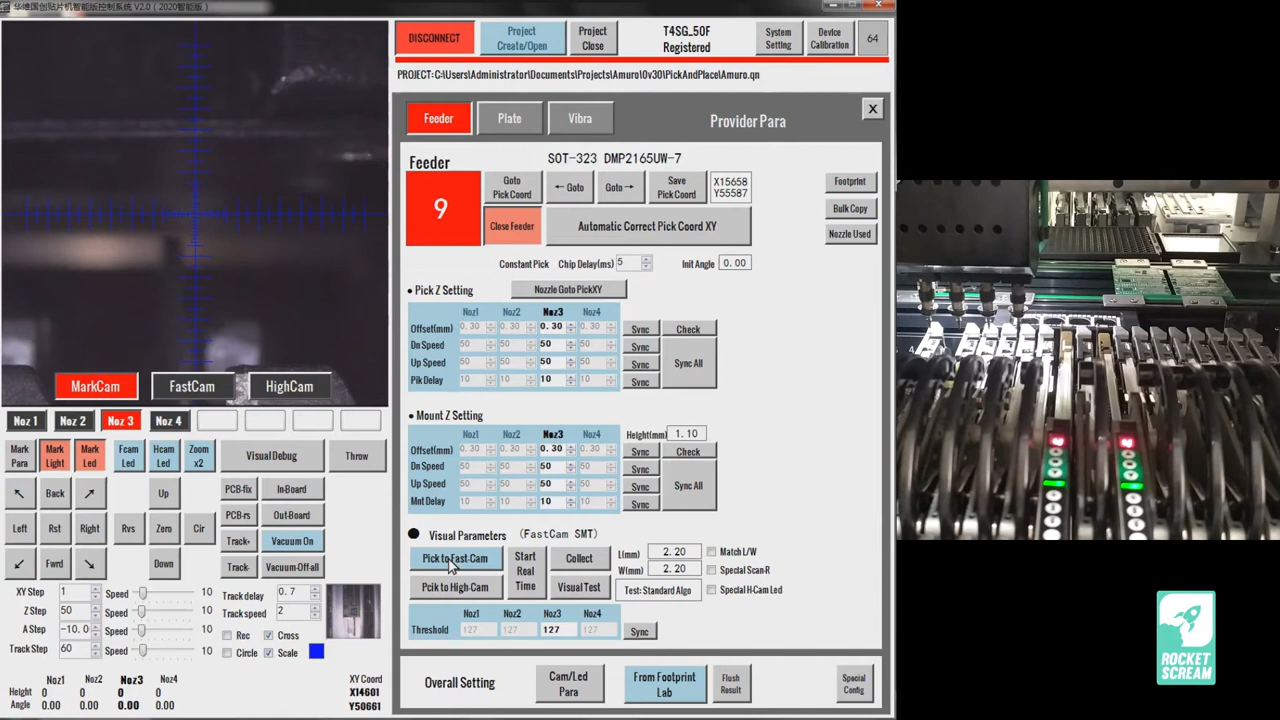 华维国创贴片机智能版控制系统 V2.0 (2020智能版)
DISCONNECT
Project
Create/Open
Project
Close
T4SG_50F
Registered
System
Setting
Device
Calibration
64
PROJECT:C:\Users\Administrator\Documents\Projects\Amuro\0v30\PickAndPlace\Amuro.qn
Feeder
Plate
Vibra
Provider Para
X
Feeder
SOT-323 DMP2165UW-7
9
Goto
Pick Coord
← Goto
Goto →
Save
Pick Coord
X15658
Y55587
Footprint
Bulk Copy
Nozzle Used
Close Feeder
Automatic Correct Pick Coord XY
Constant Pick
Chip Delay(ms)
5
Init Angle
0.00
• Pick Z Setting
Nozzle Goto PickXY
Noz1 Noz2 Noz3 Noz4
Offset(mm) 0.30 0.30 0.30 0.30 Sync Check
Dn Speed 50 50 50 50 Sync
Up Speed 50 50 50 50 Sync
Sync All
Pik Delay 10 10 10 10 Sync
• Mount Z Setting
Noz1 Noz2 Noz3 Noz4 Height(mm) 1.10
Offset(mm) 0.30 0.30 0.30 0.30 Sync Check
Dn Speed 50 50 50 50 Sync
Up Speed 50 50 50 50 Sync
Sync All
Mnt Delay 10 10 10 10 Sync
Visual Parameters (FastCam SMT)
Pick to Fast-Cam
Pcik to High-Cam
Start
Real
Time
Collect
Visual Test
L(mm) 2.20
W(mm) 2.20
Test: Standard Algo
Match L/W
Special Scan-R
Special H-Cam Led
Noz1 Noz2 Noz3 Noz4
Threshold 127 127 127 127 Sync
Overall Setting
Cam/Led
Para
From Footprint
Lab
Flush
Result
Special
Config
MarkCam
FastCam
HighCam
Noz 1
Noz 2
Noz 3
Noz 4
Mark
Para
Mark
Light
Mark
Led
Fcam
Led
Hcam
Led
Zoom
x2
Visual Debug
Throw
↖ Back ↗ Up
PCB-fix
In-Board
Left Rst Right Rvs Zero Cir
PCB-rs
Out-Board
Track+
Vacuum On
↙ Fwrd ↘ Down
Track-
Vacuum-Off-all
XY Step 1 Speed 10
Z Step 50 Speed 10
A Step -10.0 Speed 10
Track Step 60 Speed 10
Track delay 0.7
Track speed 2
Rec Cross
Circle Scale
Noz1 Noz2 Noz3 Noz4
Height 0 0 0 0
Angle 0.00 0.00 0.00 0.00
XY Coord
X14601
Y50661
ROCKET
SCREAM